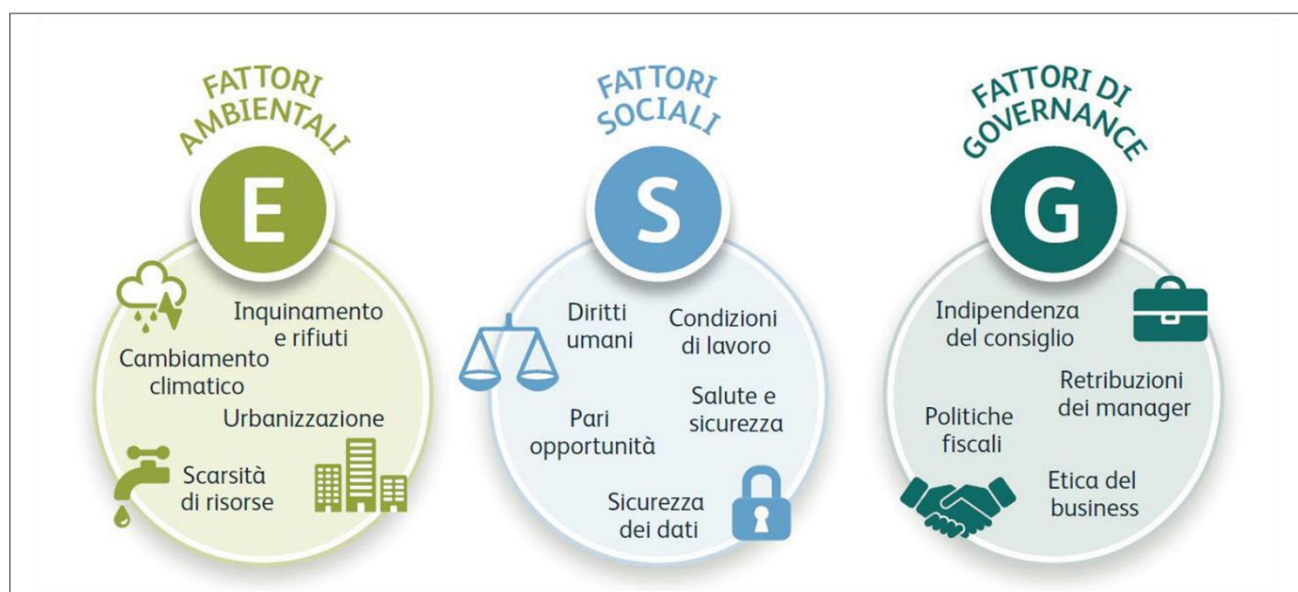 FATTORI
AMBIENTALI
E
Inquinamento
e rifiuti
Cambiamento
climatico
Urbanizzazione
Scarsità
di risorse
FATTORI
SOCIALI
S
Diritti
umani
Condizioni
di lavoro
Pari
opportunità
Salute e
sicurezza
Sicurezza
dei dati
FATTORI DI
GOVERNANCE
G
Indipendenza
del consiglio
Retribuzioni
dei manager
Politiche
fiscali
Etica del
business